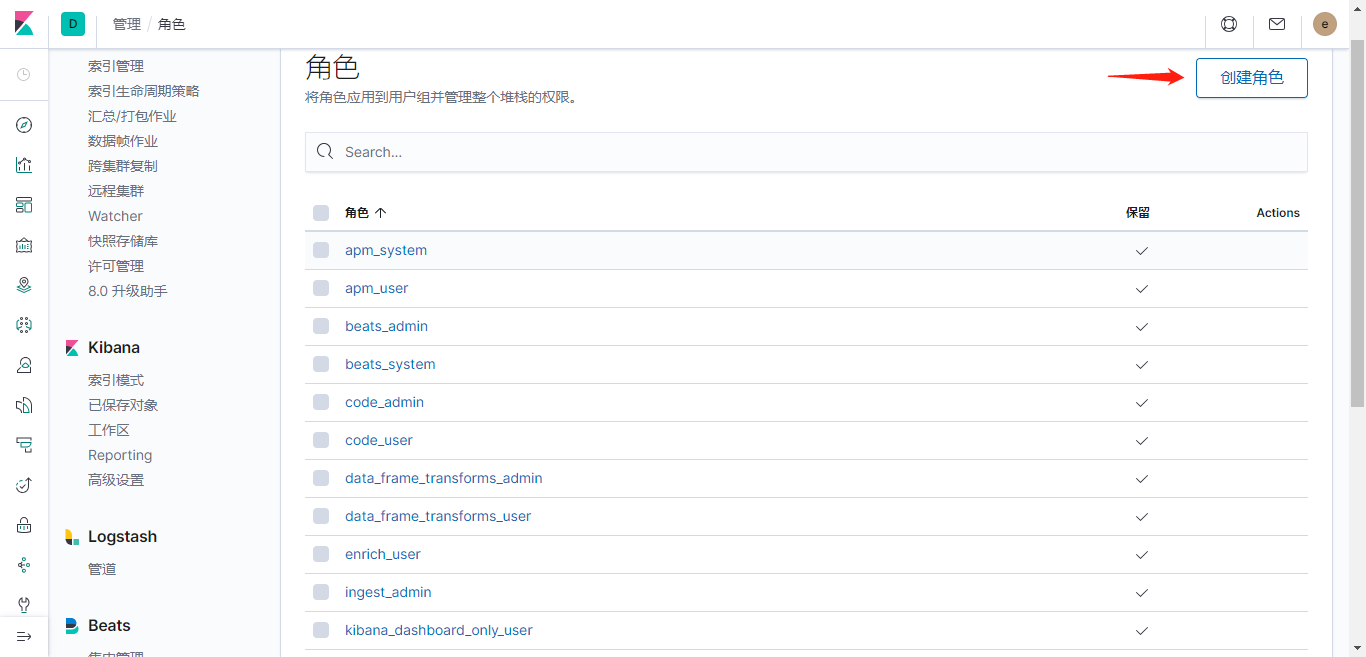 D 管理 / 角色 e
索引管理
索引生命周期策略
汇总/打包作业
数据帧作业
跨集群复制
远程集群
Watcher
快照存储库
许可管理
8.0 升级助手
Kibana
索引模式
已保存对象
工作区
Reporting
高级设置
Logstash
管道
Beats
集中管理
角色
创建角色
将角色应用到用户组并管理整个堆栈的权限。
Search...
角色 保留 Actions
apm_system
apm_user
beats_admin
beats_system
code_admin
code_user
data_frame_transforms_admin
data_frame_transforms_user
enrich_user
ingest_admin
kibana_dashboard_only_user